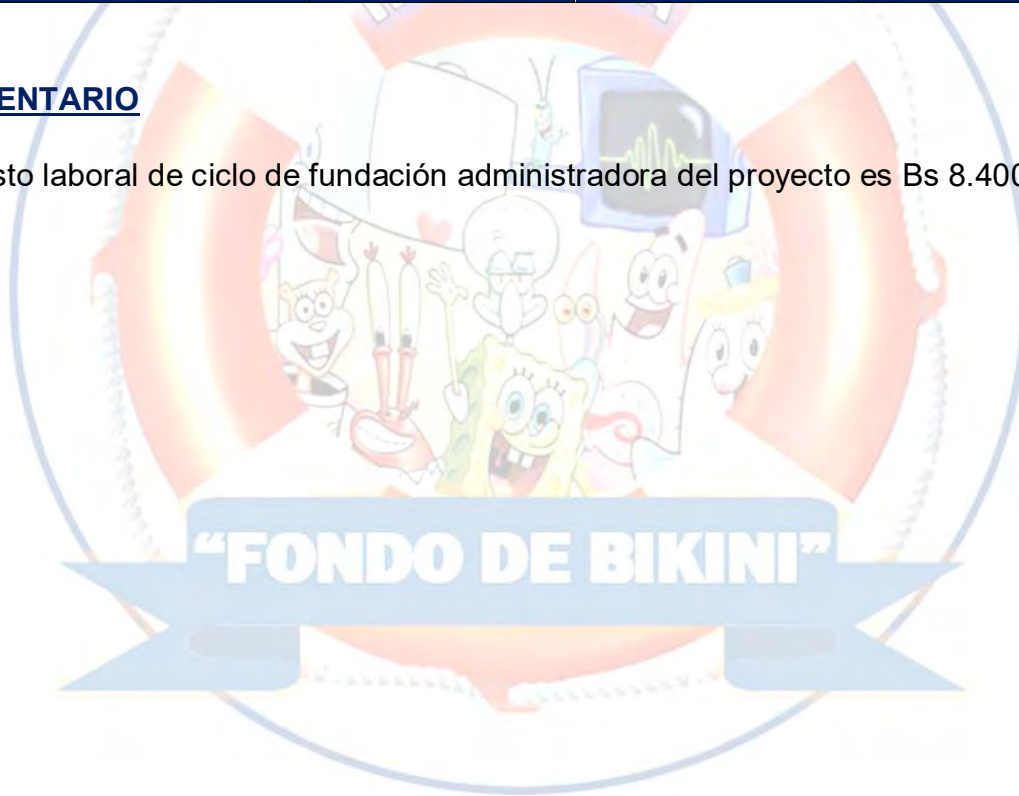 ENTARIO
sto laboral de ciclo de fundación administradora del proyecto es Bs 8.400
“FONDO DE BIKINI”